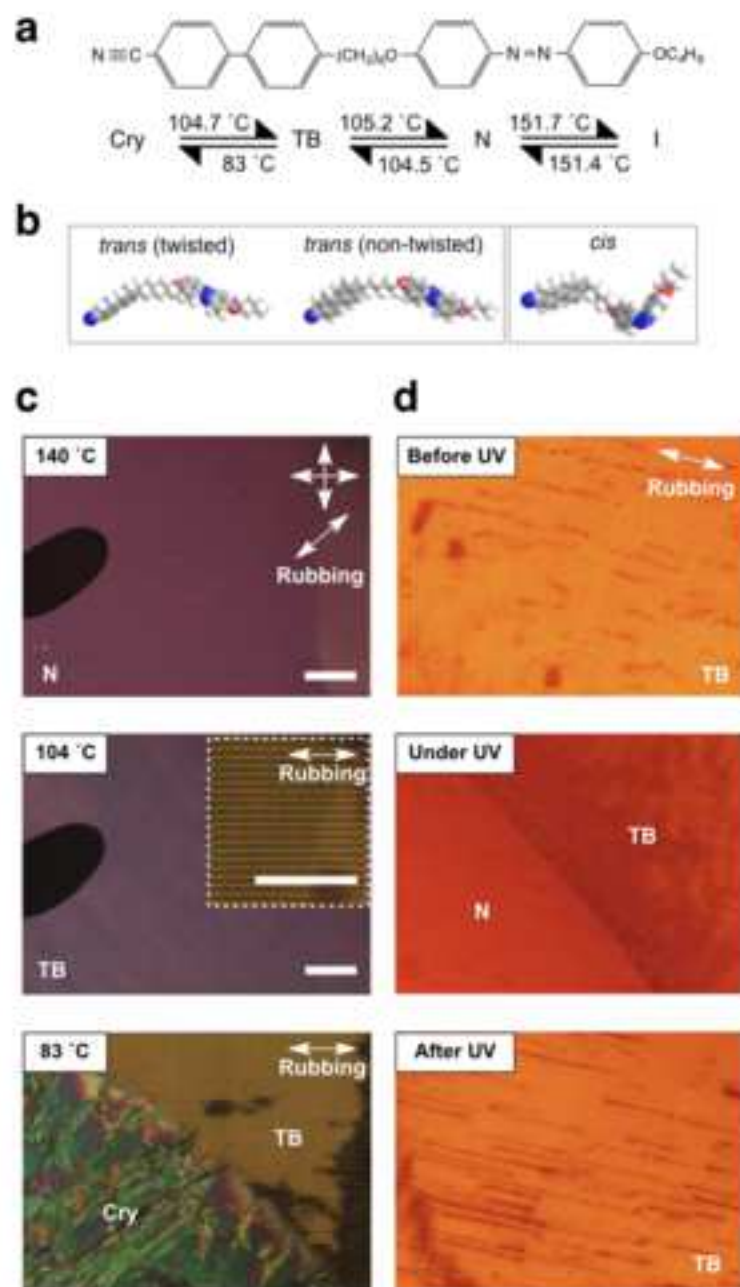 a
N≡C (CH₂)₆O N=N OC₄H₉
104.7 ˚C 105.2 ˚C 151.7 ˚C
Cry TB N I
83 ˚C 104.5 ˚C 151.4 ˚C
b
trans (twisted) trans (non-twisted) cis
c d
140 ˚C Before UV
Rubbing
Rubbing
N TB
104 ˚C Under UV
Rubbing
TB
N
TB
83 ˚C After UV
Rubbing
TB
Cry
TB